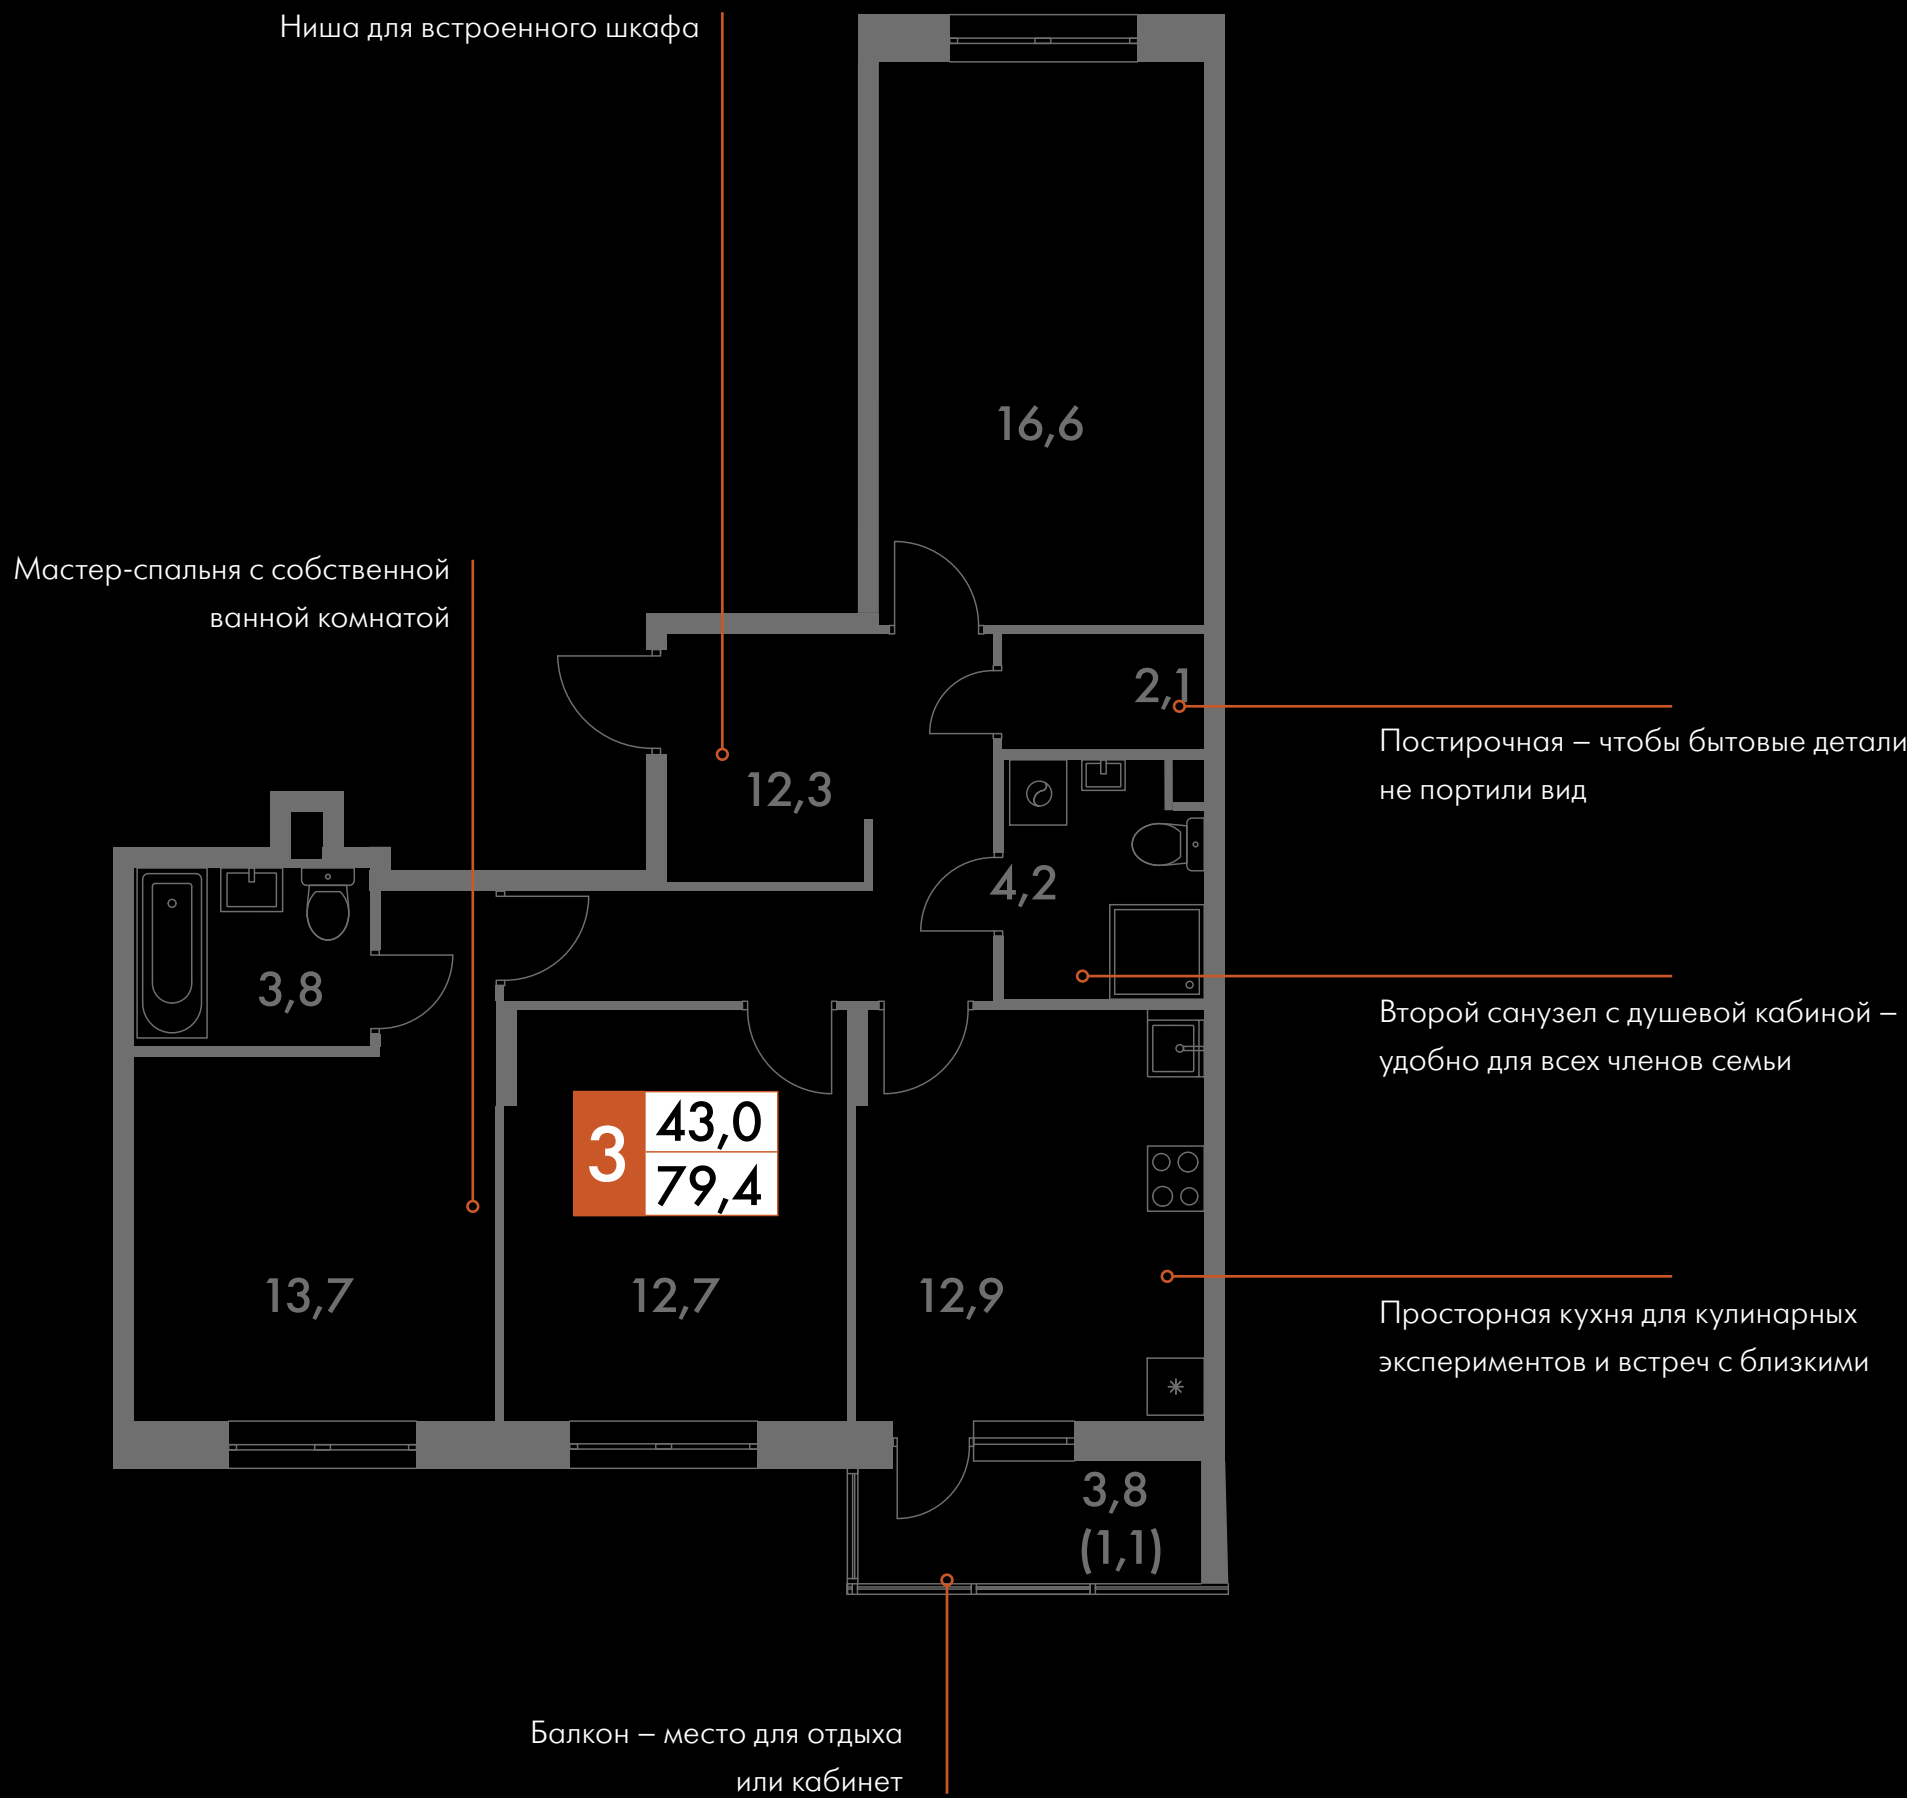 Ниша для встроенного шкафа
16,6
Мастер-спальня с собственной
ванной комнатой
2,1
Постирочная – чтобы бытовые детали
не портили вид
12,3
4,2
3,8
Второй санузел с душевой кабиной –
удобно для всех членов семьи
3
43,0
79,4
13,7
12,7
12,9
Просторная кухня для кулинарных
экспериментов и встреч с близкими
3,8
(1,1)
Балкон – место для отдыха
или кабинет